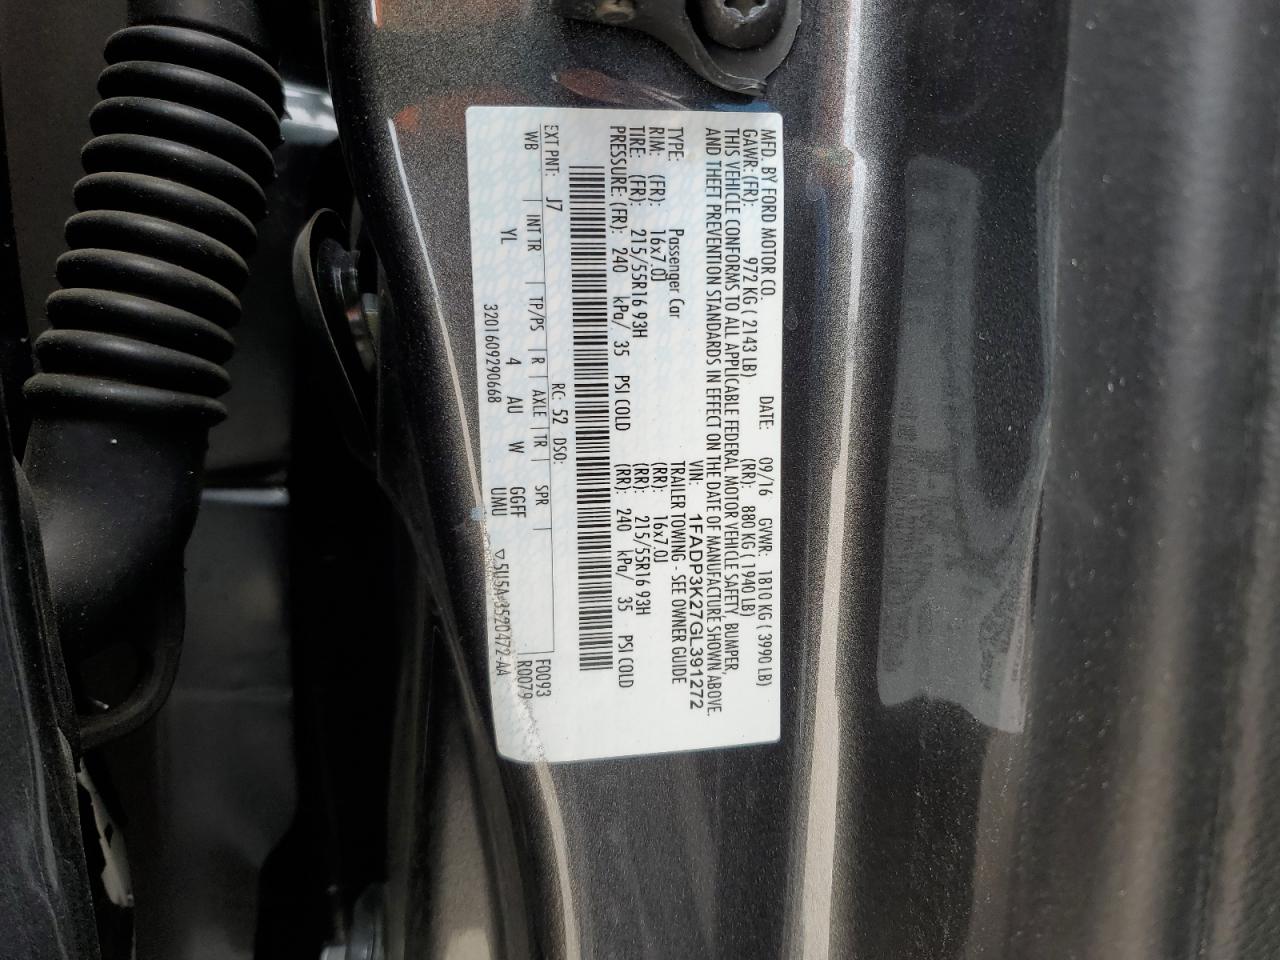 MFD. BY FORD MOTOR CO.
DATE: 09/16 GVWR: 1810 KG ( 3990 LB)
GAWR: (FR): 972 KG ( 2143 LB) (RR): 880 KG ( 1940 LB)
THIS VEHICLE CONFORMS TO ALL APPLICABLE FEDERAL MOTOR VEHICLE SAFETY, BUMPER,
AND THEFT PREVENTION STANDARDS IN EFFECT ON THE DATE OF MANUFACTURE SHOWN ABOVE.
VIN: 1FADP3K27GL391272
TYPE: Passenger Car TRAILER TOWING - SEE OWNER GUIDE
RIM: (FR): 16x7.0J (RR): 16x7.0J
TIRE: (FR): 215/55R16 93H (RR): 215/55R16 93H
PRESSURE: (FR): 240 kPa/ 35 PSI COLD (RR): 240 kPa/ 35 PSI COLD
EXT PNT: J7 RC: 52 DSO: F0093
WB | INT TR | TP/PS | R | AXLE | TR | SPR | R0079
YL 4 AU W GGFF
UMU
3201609290668 ▽5U5A-3520472-AA